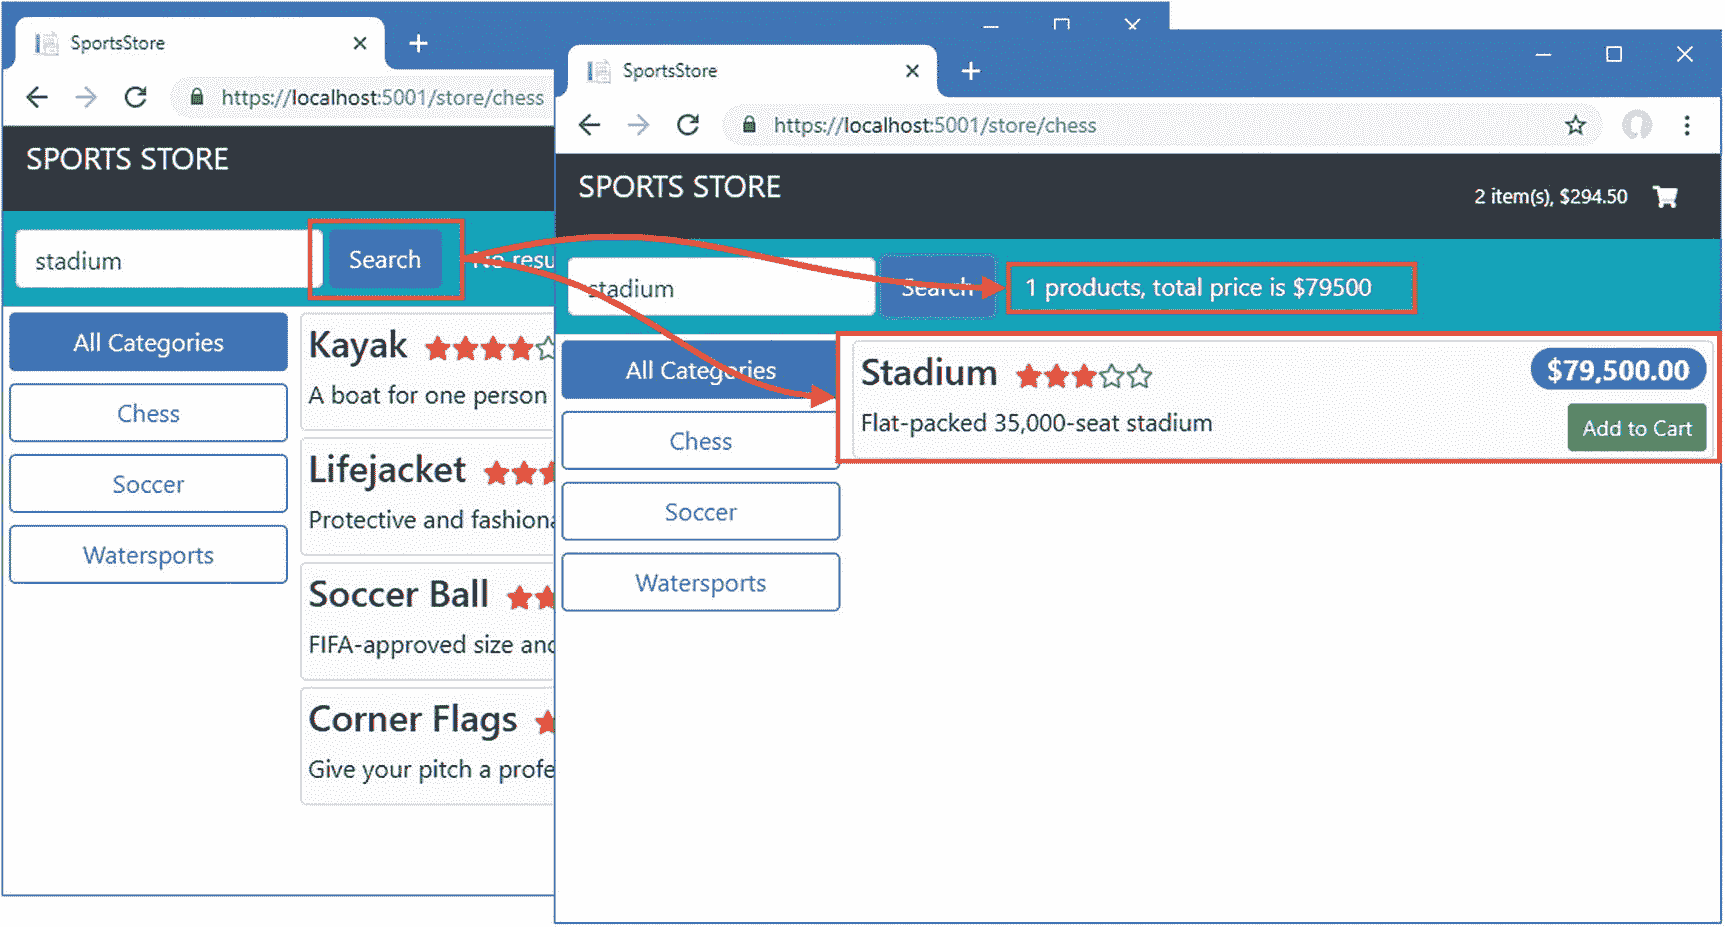 SportsStore
https://localhost:5001/store/chess
SPORTS STORE
stadium
Search
No resu
All Categories
Chess
Soccer
Watersports
Kayak
A boat for one person
Lifejacket
Protective and fashiona
Soccer Ball
FIFA-approved size and
Corner Flags
Give your pitch a profe
SportsStore
https://localhost:5001/store/chess
SPORTS STORE
2 item(s), $294.50
stadium
Search
1 products, total price is $79500
All Categories
Chess
Soccer
Watersports
Stadium
$79,500.00
Flat-packed 35,000-seat stadium
Add to Cart